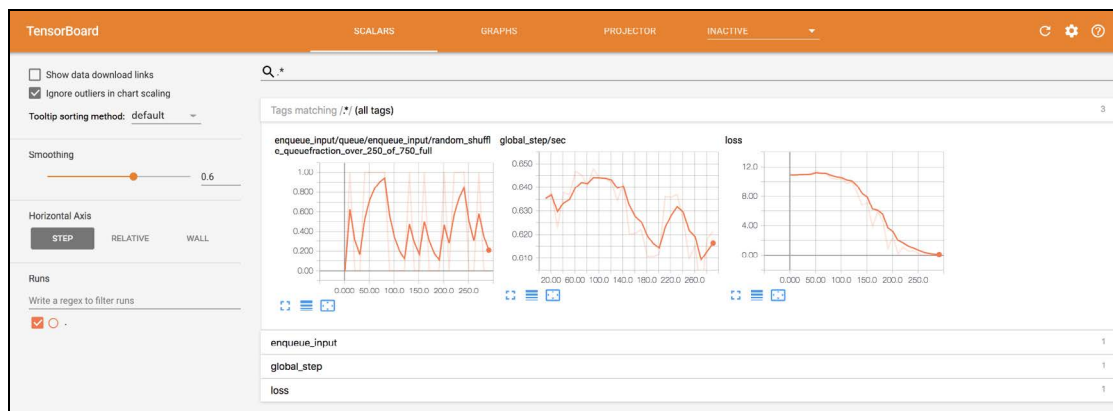 TensorBoard SCALARS GRAPHS PROJECTOR INACTIVE
Show data download links
Ignore outliers in chart scaling
Tooltip sorting method: default
Smoothing
0.6
Horizontal Axis
STEP RELATIVE WALL
Runs
Write a regex to filter runs
.
.*
Tags matching /.*/ (all tags) 3
enqueue_input/queue/enqueue_input/random_shuffl
e_queuefraction_over_250_of_750_full
1.00
0.800
0.600
0.400
0.200
0.00
0.000 50.00 100.0 150.0 200.0 250.0
global_step/sec
0.650
0.640
0.630
0.620
0.610
20.00 60.00 100.0 140.0 180.0 220.0 260.0
loss
12.0
8.00
4.00
0.00
0.00 50.00 100.0 150.0 200.0 250.0
enqueue_input 1
global_step 1
loss 1